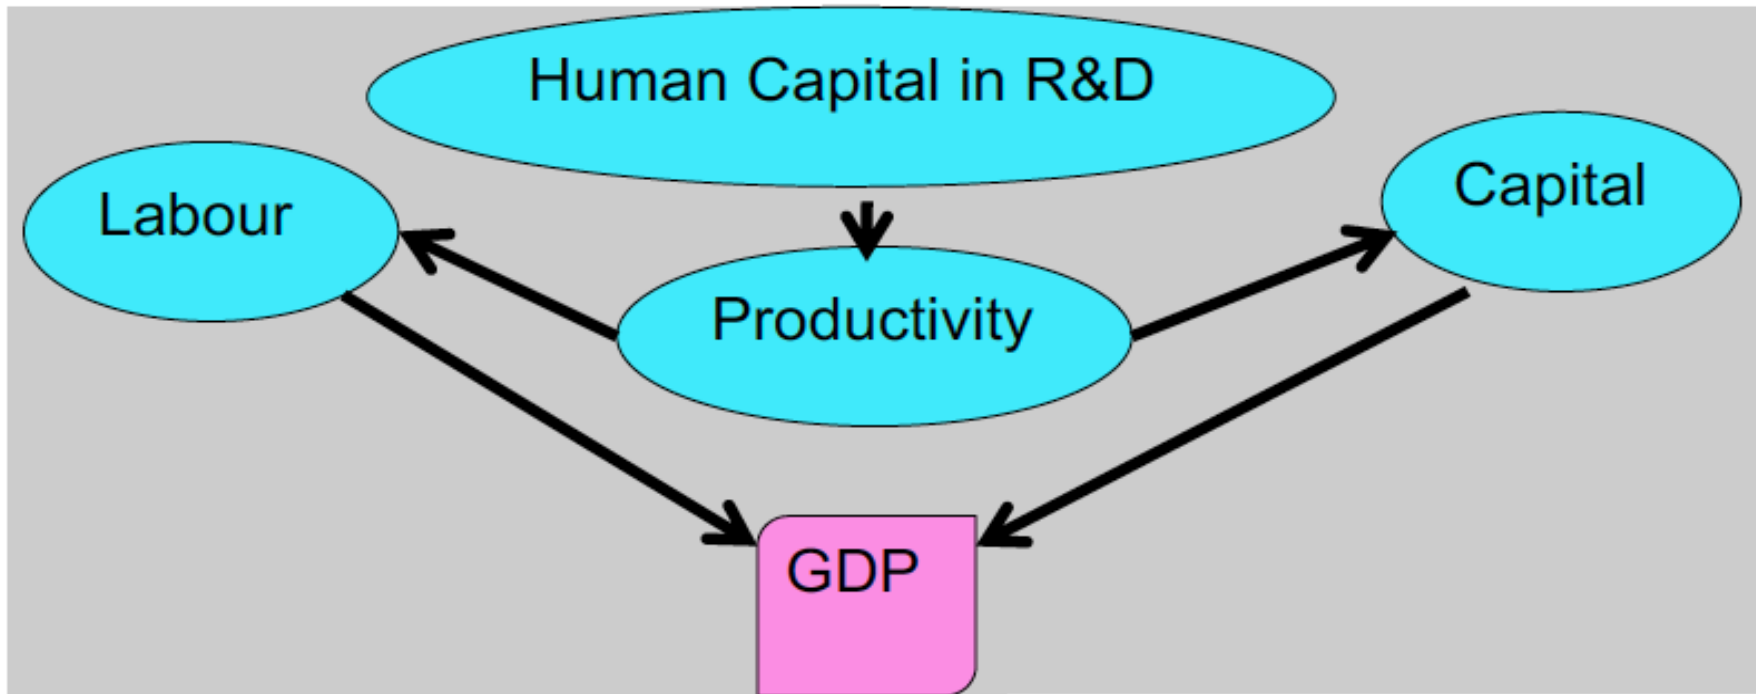 Human Capital in R&D
Labour
Capital
Productivity
GDP